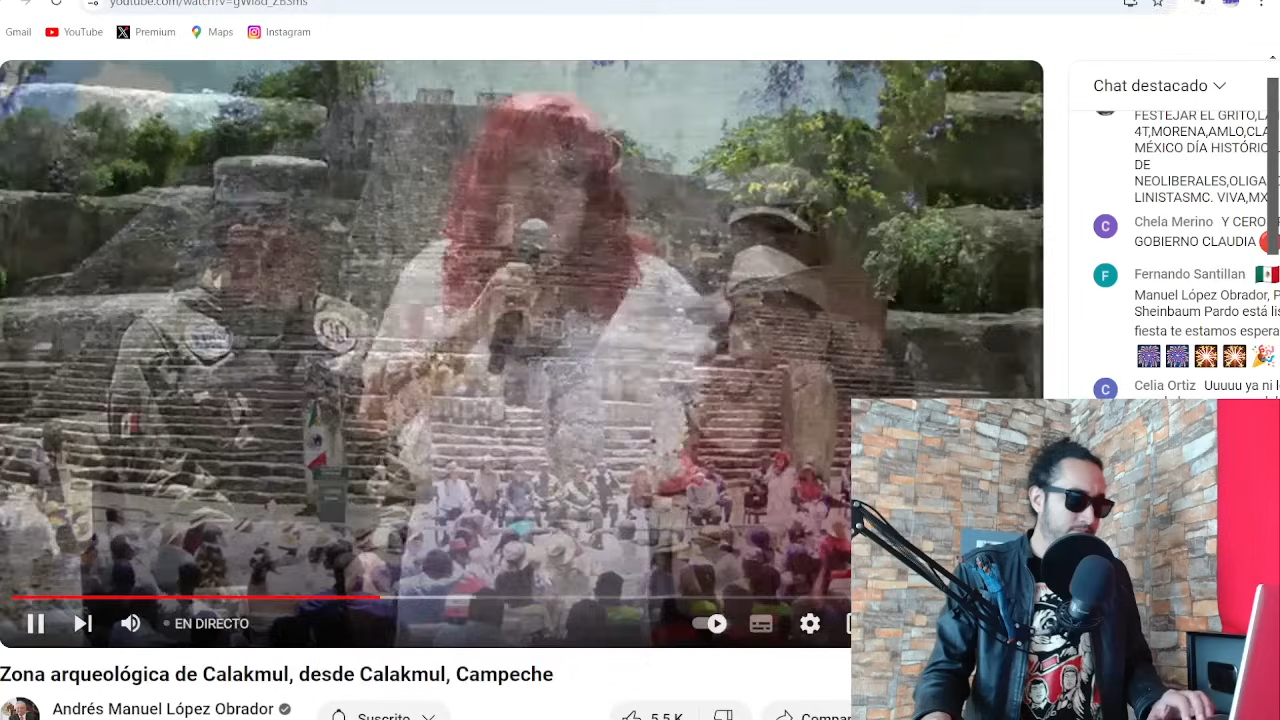 youtube.com/watch?v=gWi8d_ZBSms
Gmail YouTube Premium Maps Instagram
Chat destacado
FESTEJAR EL GRITO,LA
4T,MORENA,AMLO,CLA
MÉXICO DÍA HISTÓRIC
DE
NEOLIBERALES,OLIGA
LINISTASMC. VIVA,MX
Chela Merino Y CERO
GOBIERNO CLAUDIA
Fernando Santillan
Manuel López Obrador, P
Sheinbaum Pardo está lis
fiesta te estamos espera
Celia Ortiz Uuuuu ya ni l
EN DIRECTO
Zona arqueológica de Calakmul, desde Calakmul, Campeche
Andrés Manuel López Obrador
Suscrito
5.5 K
Compar